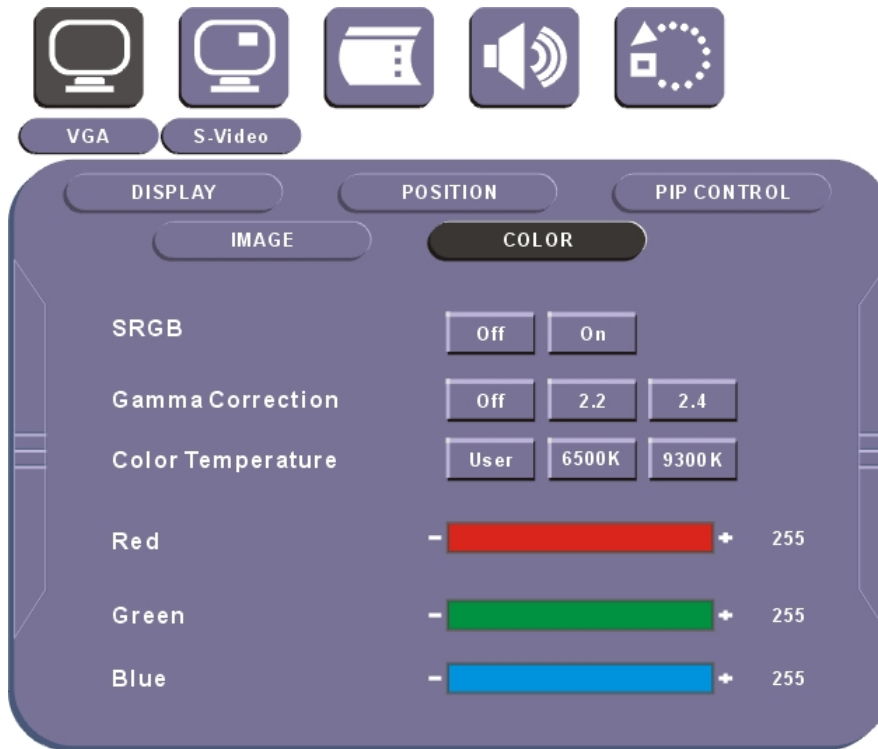 VGA S-Video
DISPLAY POSITION PIP CONTROL
IMAGE COLOR
SRGB Off On
Gamma Correction Off 2.2 2.4
Color Temperature User 6500K 9300K
Red - + 255
Green - + 255
Blue - + 255